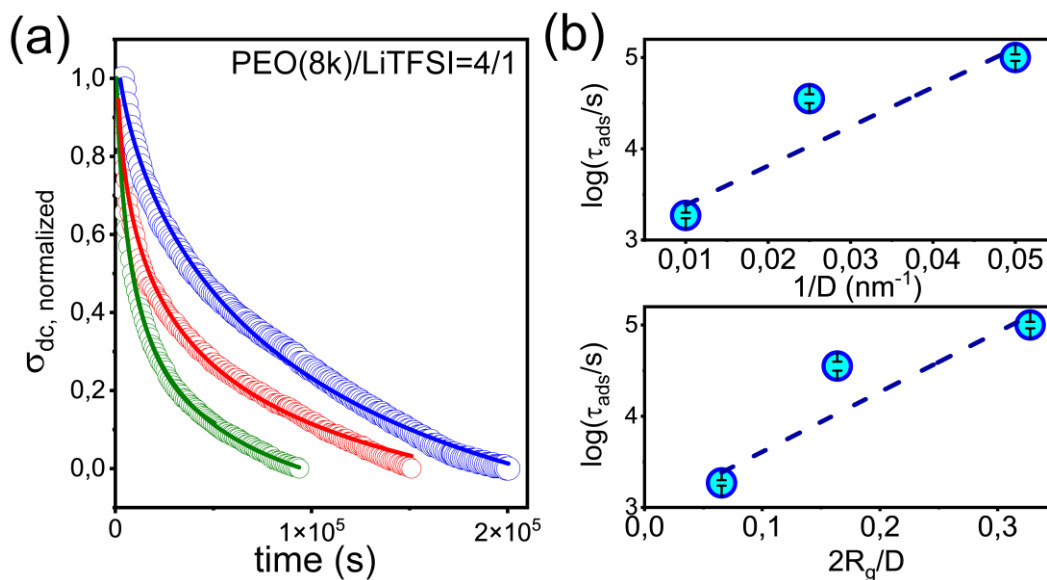 (a)
PEO(8k)/LiTFSI=4/1
1,0
0,8
0,6
0,4
0,2
0,0
σdc, normalized
0 1×10⁵ 2×10⁵
time (s)
(b)
5
4
3
log(τads/s)
0,01 0,02 0,03 0,04 0,05
1/D (nm⁻¹)
5
4
3
log(τads/s)
0,0 0,1 0,2 0,3
2Rg/D